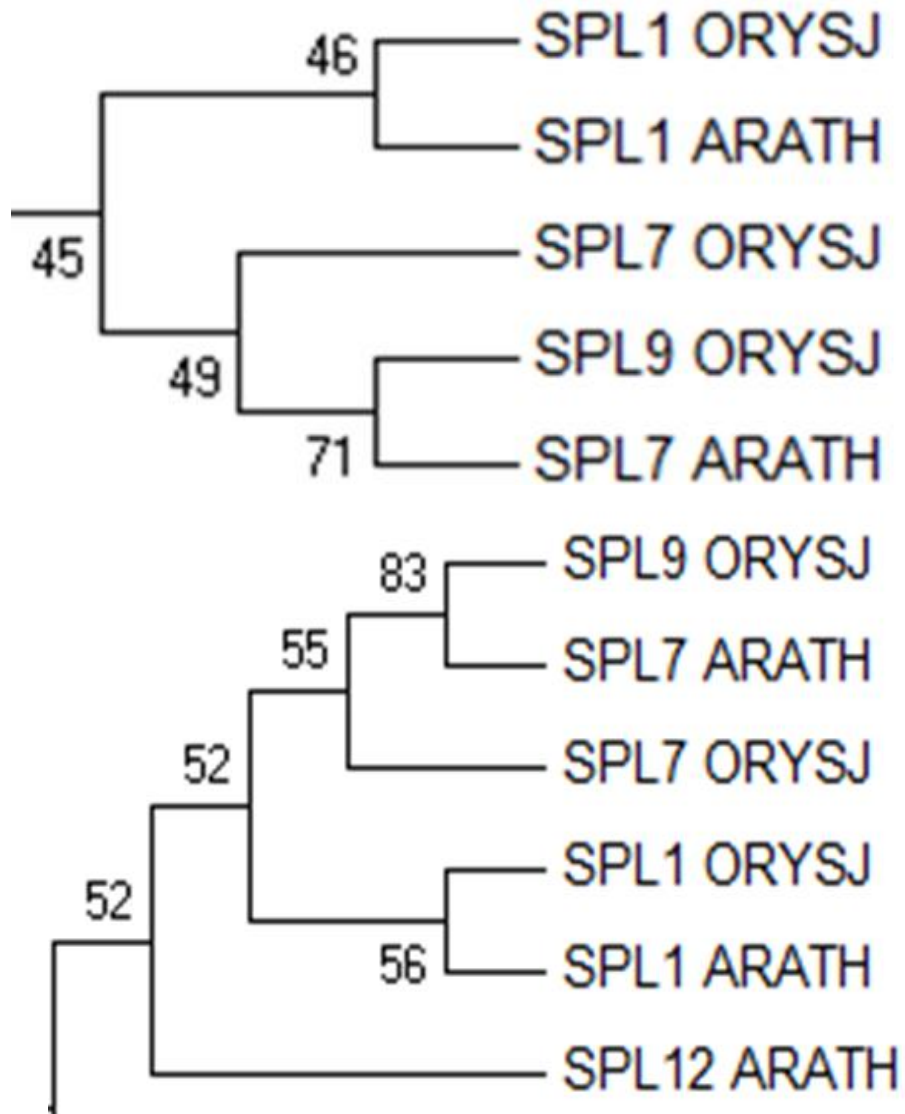 46
SPL1 ORYSJ
SPL1 ARATH
45
SPL7 ORYSJ
49
SPL9 ORYSJ
71
SPL7 ARATH
83
SPL9 ORYSJ
55
SPL7 ARATH
52
SPL7 ORYSJ
52
SPL1 ORYSJ
56
SPL1 ARATH
SPL12 ARATH